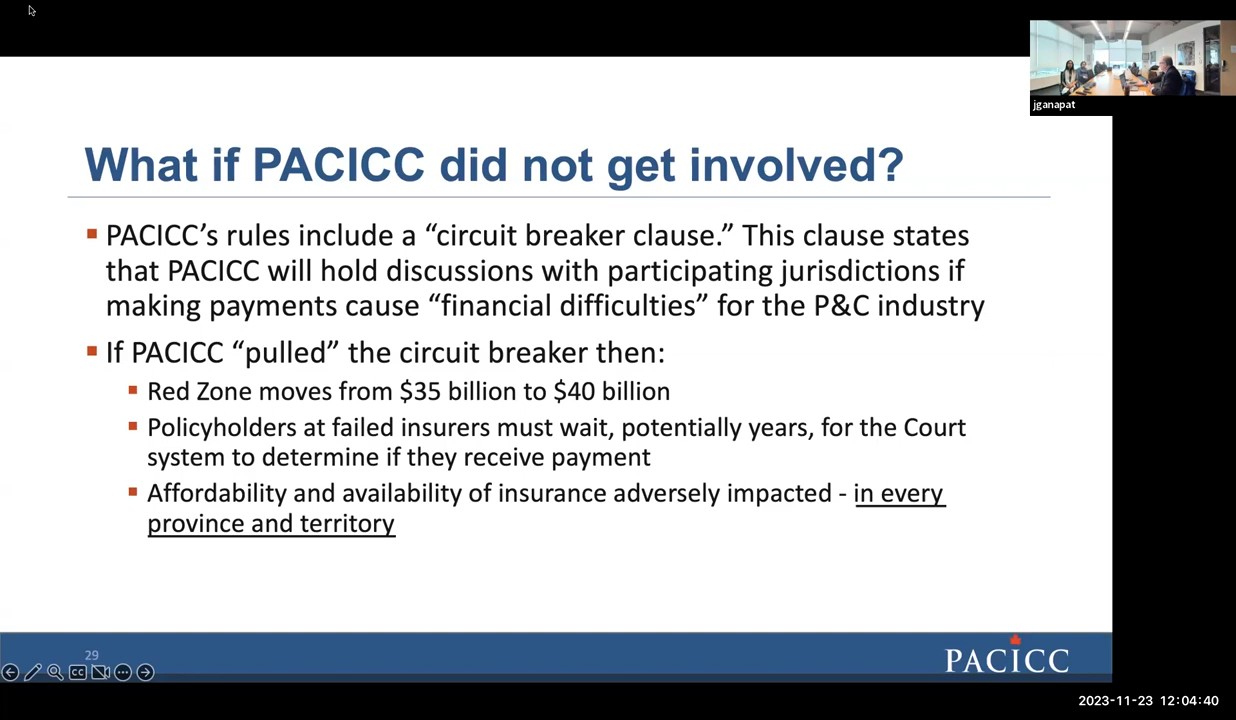 jganapat
What if PACICC did not get involved?
▪ PACICC’s rules include a “circuit breaker clause.” This clause states
that PACICC will hold discussions with participating jurisdictions if
making payments cause “financial difficulties” for the P&C industry
▪ If PACICC “pulled” the circuit breaker then:
▪ Red Zone moves from $35 billion to $40 billion
▪ Policyholders at failed insurers must wait, potentially years, for the Court
system to determine if they receive payment
▪ Affordability and availability of insurance adversely impacted - in every
province and territory
29
CC
PACICC
2023-11-23 12:04:40